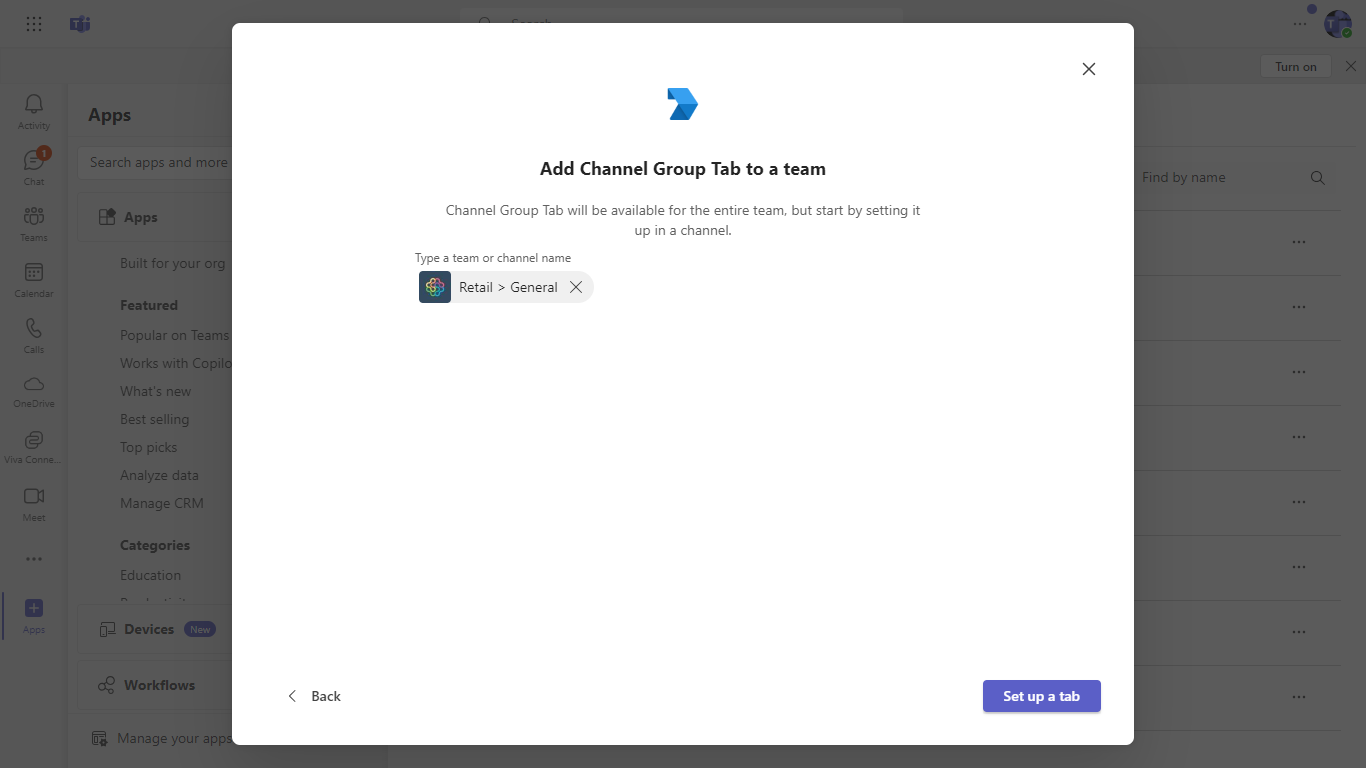 Search
Turn on
Activity
1
Chat
Teams
Calendar
Calls
OneDrive
Viva Conne...
Meet
Apps
Apps
Search apps and more
Apps
Built for your org
Featured
Popular on Teams
Works with Copilo
What's new
Best selling
Top picks
Analyze data
Manage CRM
Categories
Education
Devices New
Workflows
Manage your apps
Find by name
Add Channel Group Tab to a team
Channel Group Tab will be available for the entire team, but start by setting it
up in a channel.
Type a team or channel name
Retail > General
Back
Set up a tab